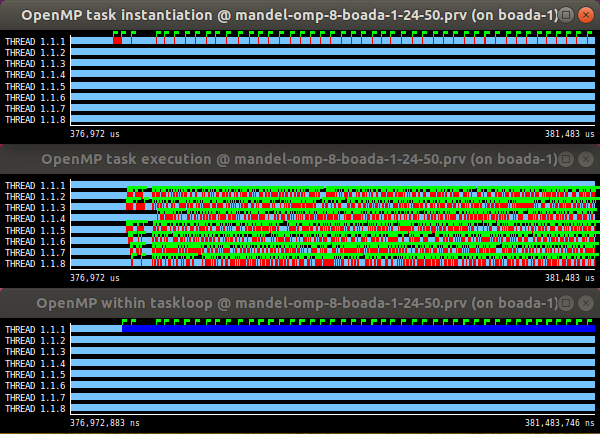 OpenMP task instantiation @ mandel-omp-8-boada-1-24-50.prv (on boada-1)
THREAD 1.1.1
THREAD 1.1.2
THREAD 1.1.3
THREAD 1.1.4
THREAD 1.1.5
THREAD 1.1.6
THREAD 1.1.7
THREAD 1.1.8
376,972 us 381,483 us
OpenMP task execution @ mandel-omp-8-boada-1-24-50.prv (on boada-1)
THREAD 1.1.1
THREAD 1.1.2
THREAD 1.1.3
THREAD 1.1.4
THREAD 1.1.5
THREAD 1.1.6
THREAD 1.1.7
THREAD 1.1.8
376,972 us 381,483 us
OpenMP within taskloop @ mandel-omp-8-boada-1-24-50.prv (on boada-1)
THREAD 1.1.1
THREAD 1.1.2
THREAD 1.1.3
THREAD 1.1.4
THREAD 1.1.5
THREAD 1.1.6
THREAD 1.1.7
THREAD 1.1.8
376,972,883 ns 381,483,746 ns